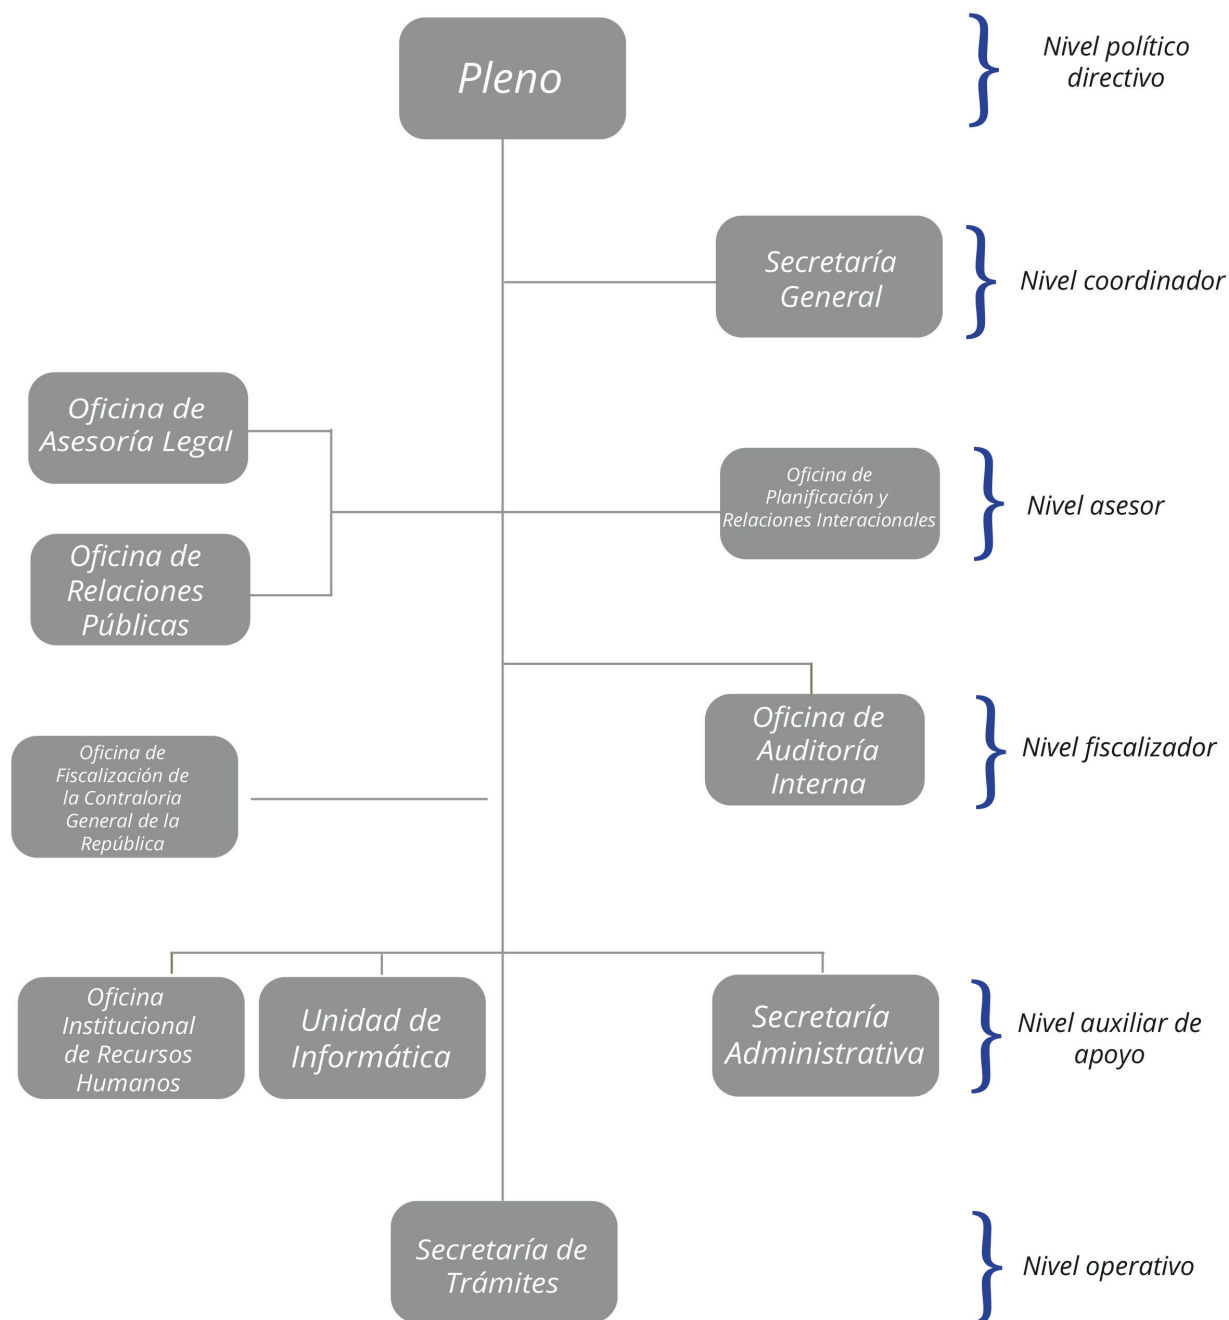 Pleno
Nivel político
directivo
Secretaría
General
Nivel coordinador
Oficina de
Asesoría Legal
Oficina de
Planificación y
Relaciones Interacionales
Nivel asesor
Oficina de
Relaciones
Públicas
Oficina de
Auditoría
Interna
Nivel fiscalizador
Oficina de
Fiscalización de
la Contraloria
General de la
República
Oficina
Institucional
de Recursos
Humanos
Unidad de
Informática
Secretaría
Administrativa
Nivel auxiliar de
apoyo
Secretaría de
Trámites
Nivel operativo